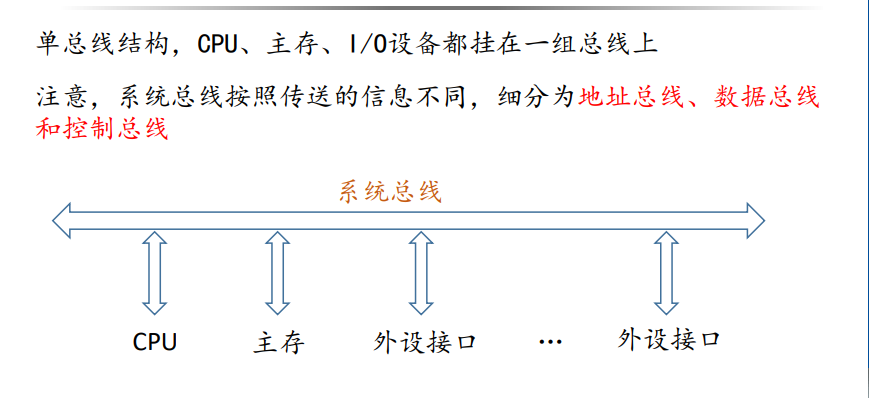 单总线结构，CPU、主存、I/O设备都挂在一组总线上
注意，系统总线按照传送的信息不同，细分为地址总线、数据总线
和控制总线
系统总线
CPU 主存 外设接口 … 外设接口